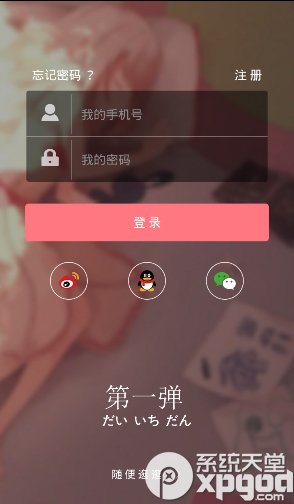 忘记密码 ？ 注 册
我的手机号
我的密码
登 录
第一弹
だい いち だん
随便逛逛
系统天堂
xpgod.com